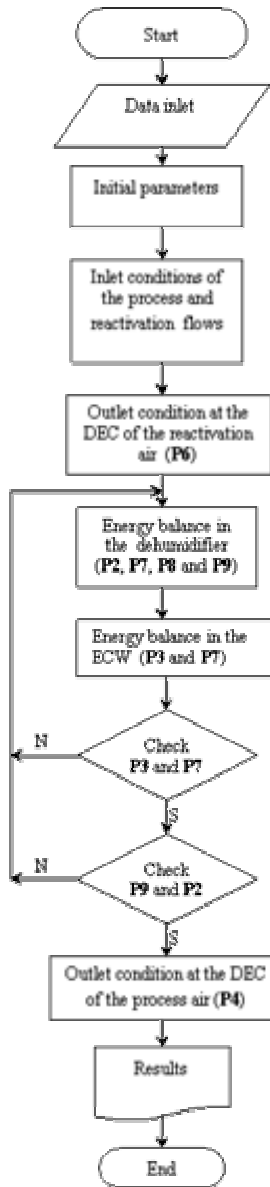 Start
Data inlet
Initial parameters
Inlet conditions of
the process and
reactivation flows
Outlet condition at the
DEC of the reactivation
air (P6)
Energy balance in
the dehumidifier
(P2, P7, P8 and P9)
Energy balance in the
ECW (P3 and P7)
N
Check
P3 and P7
S
N
Check
P9 and P2
S
Outlet condition at the DEC
of the process air (P4)
Results
End